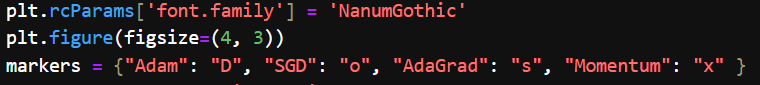 plt.rcParams['font.family'] = 'NanumGothic'
plt.figure(figsize=(4, 3))
markers = {"Adam": "D", "SGD": "o", "AdaGrad": "s", "Momentum": "x" }